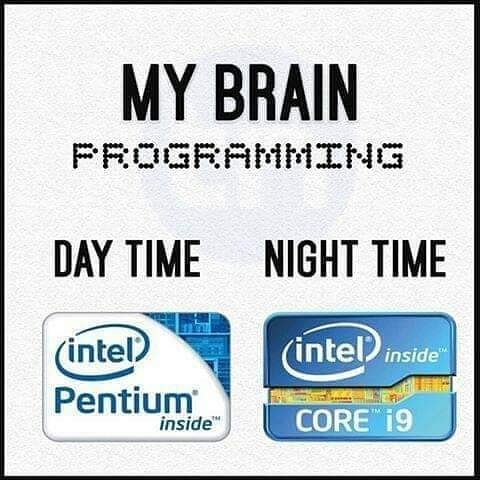 MY BRAIN
PROGRAMMING
DAY TIME
NIGHT TIME
intel®
Pentium®
inside™
intel® inside™
CORE™ i9